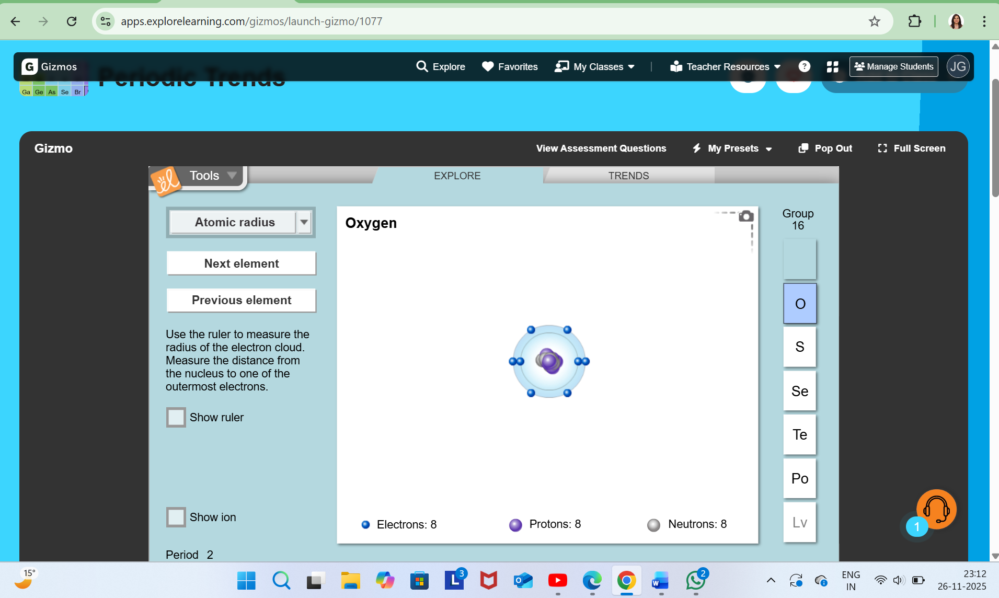 apps.explorelearning.com/gizmos/launch-gizmo/1077
G Gizmos
Explore
Favorites
My Classes
Teacher Resources
?
Manage Students
JG
Periodic Trends
Ga Ge As Se Br
Gizmo
View Assessment Questions
My Presets
Pop Out
Full Screen
el
Tools
EXPLORE
TRENDS
Atomic radius
Next element
Previous element
Use the ruler to measure the
radius of the electron cloud.
Measure the distance from
the nucleus to one of the
outermost electrons.
Show ruler
Show ion
Period 2
Oxygen
Electrons: 8
Protons: 8
Neutrons: 8
Group
16
O
S
Se
Te
Po
Lv
1
15°
L
3
O
W
2
ENG
IN
23:12
26-11-2025